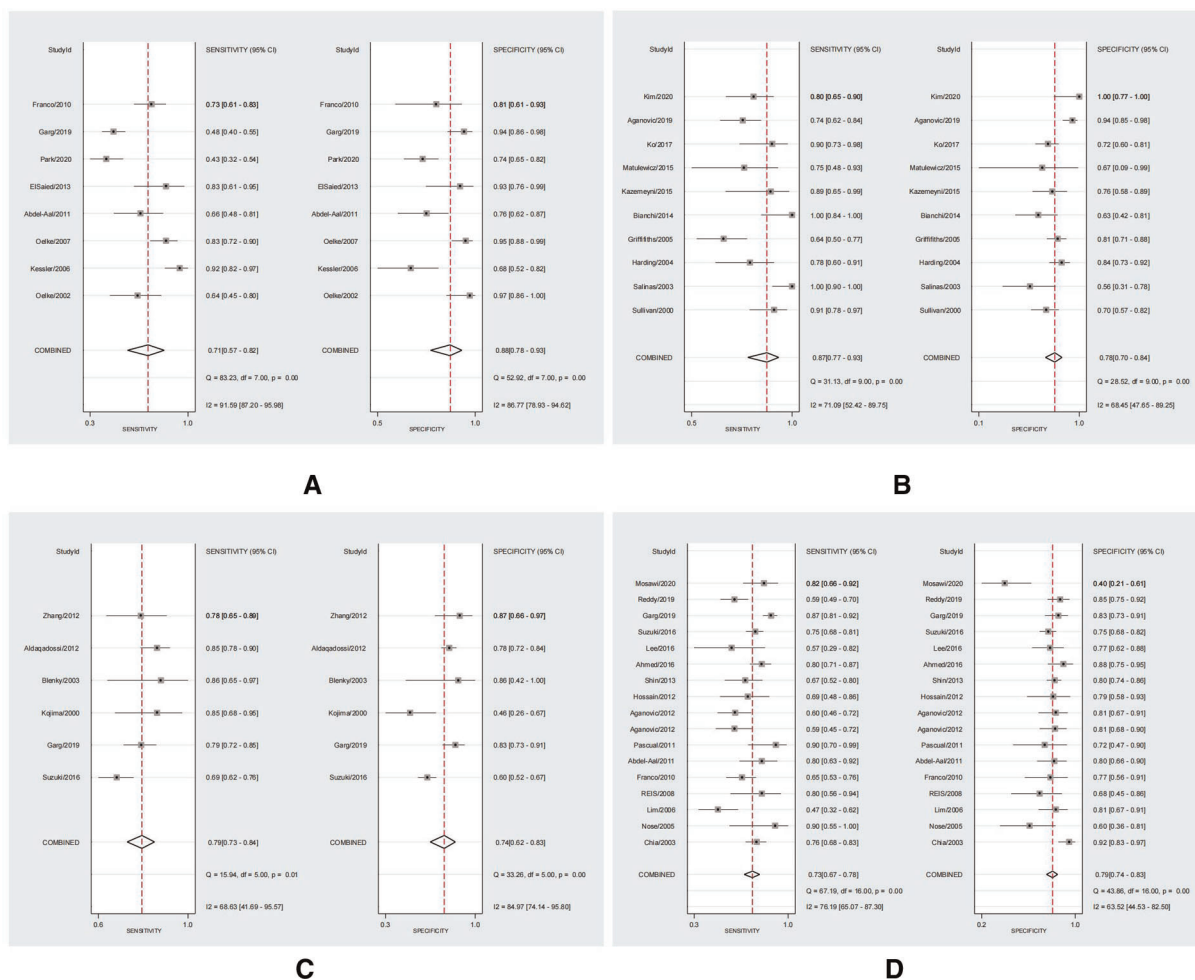 StudyId SENSITIVITY (95% CI)
Franco/2010 0.73 [0.61 - 0.83]
Garg/2019 0.48 [0.40 - 0.55]
Park/2020 0.43 [0.32 - 0.54]
ElSaied/2013 0.83 [0.61 - 0.95]
Abdel-Aal/2011 0.66 [0.48 - 0.81]
Oelke/2007 0.83 [0.72 - 0.90]
Kessler/2006 0.92 [0.82 - 0.97]
Oelke/2002 0.64 [0.45 - 0.80]
COMBINED 0.71[0.57 - 0.82]
Q = 83.23, df = 7.00, p = 0.00
I2 = 91.59 [87.20 - 95.98]
0.3 1.0
SENSITIVITY
StudyId SPECIFICITY (95% CI)
Franco/2010 0.81 [0.61 - 0.93]
Garg/2019 0.94 [0.86 - 0.98]
Park/2020 0.74 [0.65 - 0.82]
ElSaied/2013 0.93 [0.76 - 0.99]
Abdel-Aal/2011 0.76 [0.62 - 0.87]
Oelke/2007 0.95 [0.88 - 0.99]
Kessler/2006 0.68 [0.52 - 0.82]
Oelke/2002 0.97 [0.86 - 1.00]
COMBINED 0.88[0.78 - 0.93]
Q = 52.92, df = 7.00, p = 0.00
I2 = 86.77 [78.93 - 94.62]
0.5 1.0
SPECIFICITY
A
StudyId SENSITIVITY (95% CI)
Kim/2020 0.80 [0.65 - 0.90]
Aganovic/2019 0.74 [0.62 - 0.84]
Ko/2017 0.90 [0.73 - 0.98]
Matulewicz/2015 0.75 [0.48 - 0.93]
Kazemeyni/2015 0.89 [0.65 - 0.99]
Bianchi/2014 1.00 [0.84 - 1.00]
Griffifiths/2005 0.64 [0.50 - 0.77]
Harding/2004 0.78 [0.60 - 0.91]
Salinas/2003 1.00 [0.90 - 1.00]
Sullivan/2000 0.91 [0.78 - 0.97]
COMBINED 0.87[0.77 - 0.93]
Q = 31.13, df = 9.00, p = 0.00
I2 = 71.09 [52.42 - 89.75]
0.5 1.0
SENSITIVITY
StudyId SPECIFICITY (95% CI)
Kim/2020 1.00 [0.77 - 1.00]
Aganovic/2019 0.94 [0.85 - 0.98]
Ko/2017 0.72 [0.60 - 0.81]
Matulewicz/2015 0.67 [0.09 - 0.99]
Kazemeyni/2015 0.76 [0.58 - 0.89]
Bianchi/2014 0.63 [0.42 - 0.81]
Griffifiths/2005 0.81 [0.71 - 0.88]
Harding/2004 0.84 [0.73 - 0.92]
Salinas/2003 0.56 [0.31 - 0.78]
Sullivan/2000 0.70 [0.57 - 0.82]
COMBINED 0.78[0.70 - 0.84]
Q = 28.52, df = 9.00, p = 0.00
I2 = 68.45 [47.65 - 89.25]
0.1 1.0
SPECIFICITY
B
StudyId SENSITIVITY (95% CI)
Zhang/2012 0.78 [0.65 - 0.89]
Aldaqadossi/2012 0.85 [0.78 - 0.90]
Blenky/2003 0.86 [0.65 - 0.97]
Kojima/2000 0.85 [0.68 - 0.95]
Garg/2019 0.79 [0.72 - 0.85]
Suzuki/2016 0.69 [0.62 - 0.76]
COMBINED 0.79[0.73 - 0.84]
Q = 15.94, df = 5.00, p = 0.01
I2 = 68.63 [41.69 - 95.57]
0.6 1.0
SENSITIVITY
StudyId SPECIFICITY (95% CI)
Zhang/2012 0.87 [0.66 - 0.97]
Aldaqadossi/2012 0.78 [0.72 - 0.84]
Blenky/2003 0.86 [0.42 - 1.00]
Kojima/2000 0.46 [0.26 - 0.67]
Garg/2019 0.83 [0.73 - 0.91]
Suzuki/2016 0.60 [0.52 - 0.67]
COMBINED 0.74[0.62 - 0.83]
Q = 33.26, df = 5.00, p = 0.00
I2 = 84.97 [74.14 - 95.80]
0.3 1.0
SPECIFICITY
C
StudyId SENSITIVITY (95% CI)
Mosawi/2020 0.82 [0.66 - 0.92]
Reddy/2019 0.59 [0.49 - 0.70]
Garg/2019 0.87 [0.81 - 0.92]
Suzuki/2016 0.75 [0.68 - 0.81]
Lee/2016 0.57 [0.29 - 0.82]
Ahmed/2016 0.80 [0.71 - 0.87]
Shin/2013 0.67 [0.52 - 0.80]
Hossain/2012 0.69 [0.48 - 0.86]
Aganovic/2012 0.60 [0.46 - 0.72]
Aganovic/2012 0.59 [0.45 - 0.72]
Pascual/2011 0.90 [0.70 - 0.99]
Abdel-Aal/2011 0.80 [0.63 - 0.92]
Franco/2010 0.65 [0.53 - 0.76]
REIS/2008 0.80 [0.56 - 0.94]
Lim/2006 0.47 [0.32 - 0.62]
Nose/2005 0.90 [0.55 - 1.00]
Chia/2003 0.76 [0.68 - 0.83]
COMBINED 0.73[0.67 - 0.78]
Q = 67.19, df = 16.00, p = 0.00
I2 = 76.19 [65.07 - 87.30]
0.3 1.0
SENSITIVITY
StudyId SPECIFICITY (95% CI)
Mosawi/2020 0.40 [0.21 - 0.61]
Reddy/2019 0.85 [0.75 - 0.92]
Garg/2019 0.83 [0.73 - 0.91]
Suzuki/2016 0.75 [0.68 - 0.82]
Lee/2016 0.77 [0.62 - 0.88]
Ahmed/2016 0.88 [0.75 - 0.95]
Shin/2013 0.80 [0.74 - 0.86]
Hossain/2012 0.79 [0.58 - 0.93]
Aganovic/2012 0.81 [0.67 - 0.91]
Aganovic/2012 0.81 [0.68 - 0.90]
Pascual/2011 0.72 [0.47 - 0.90]
Abdel-Aal/2011 0.80 [0.66 - 0.90]
Franco/2010 0.77 [0.56 - 0.91]
REIS/2008 0.68 [0.45 - 0.86]
Lim/2006 0.81 [0.67 - 0.91]
Nose/2005 0.60 [0.36 - 0.81]
Chia/2003 0.92 [0.83 - 0.97]
COMBINED 0.79[0.74 - 0.83]
Q = 43.86, df = 16.00, p = 0.00
I2 = 63.52 [44.53 - 82.50]
0.2 1.0
SPECIFICITY
D